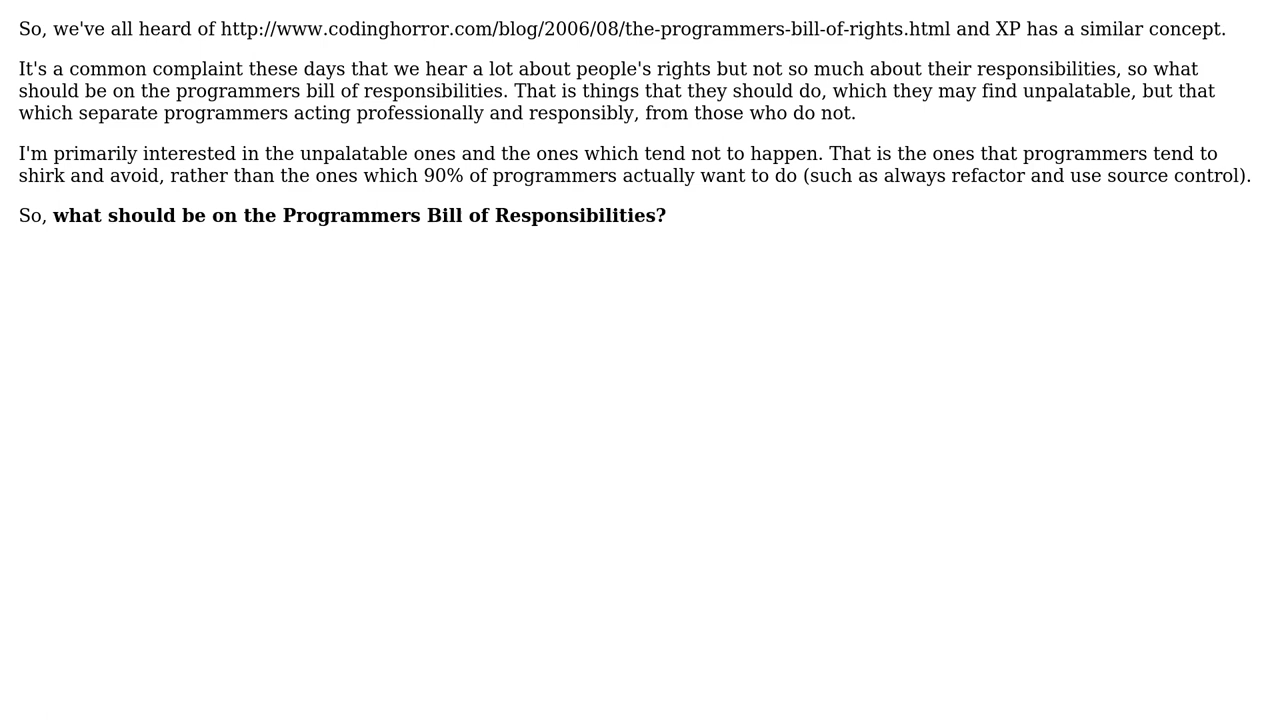 So, we've all heard of http://www.codinghorror.com/blog/2006/08/the-programmers-bill-of-rights.html and XP has a similar concept.
It's a common complaint these days that we hear a lot about people's rights but not so much about their responsibilities, so what
should be on the programmers bill of responsibilities. That is things that they should do, which they may find unpalatable, but that
which separate programmers acting professionally and responsibly, from those who do not.
I'm primarily interested in the unpalatable ones and the ones which tend not to happen. That is the ones that programmers tend to
shirk and avoid, rather than the ones which 90% of programmers actually want to do (such as always refactor and use source control).
So, what should be on the Programmers Bill of Responsibilities?